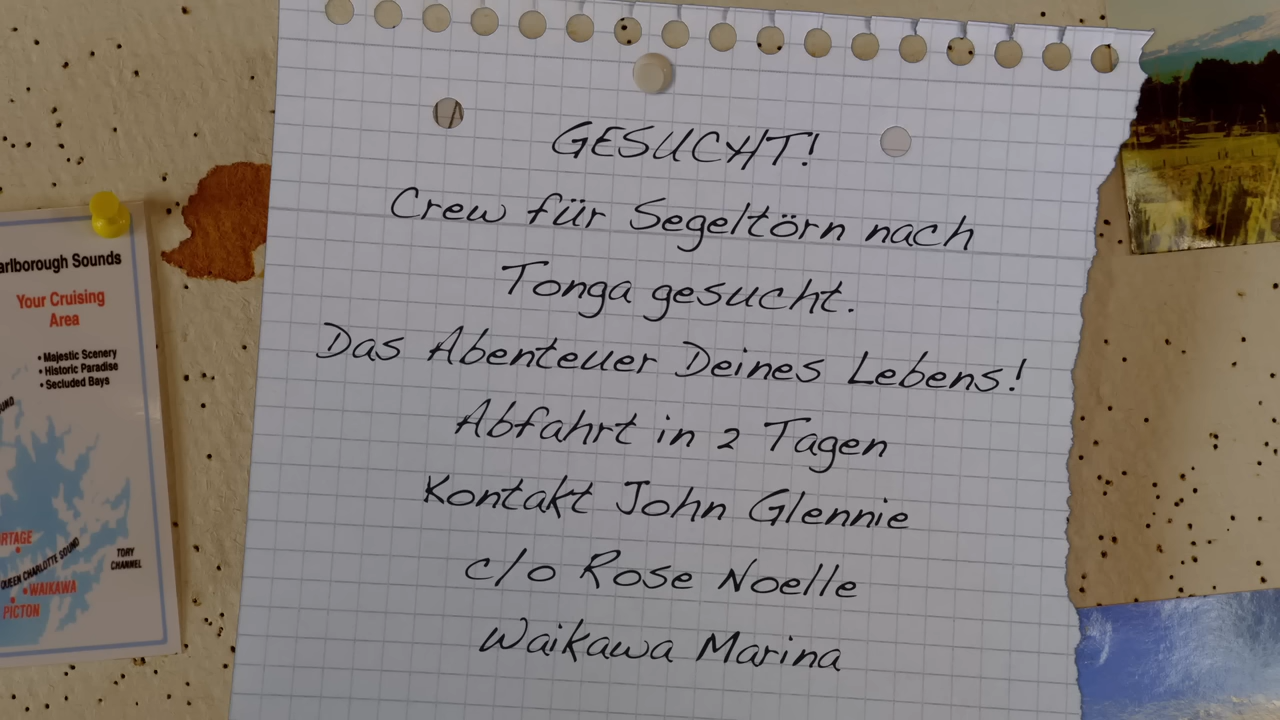 GESUCHT!
Crew für Segeltörn nach
Tonga gesucht.
Das Abenteuer Deines Lebens!
Abfahrt in 2 Tagen
Kontakt John Glennie
c/o Rose Noelle
Waikawa Marina
arlborough Sounds
Your Cruising
Area
• Majestic Scenery
• Historic Paradise
• Secluded Bays
OUND
RTAGE
QUEEN CHARLOTTE SOUND
TORY
CHANNEL
WAIKAWA
PICTON